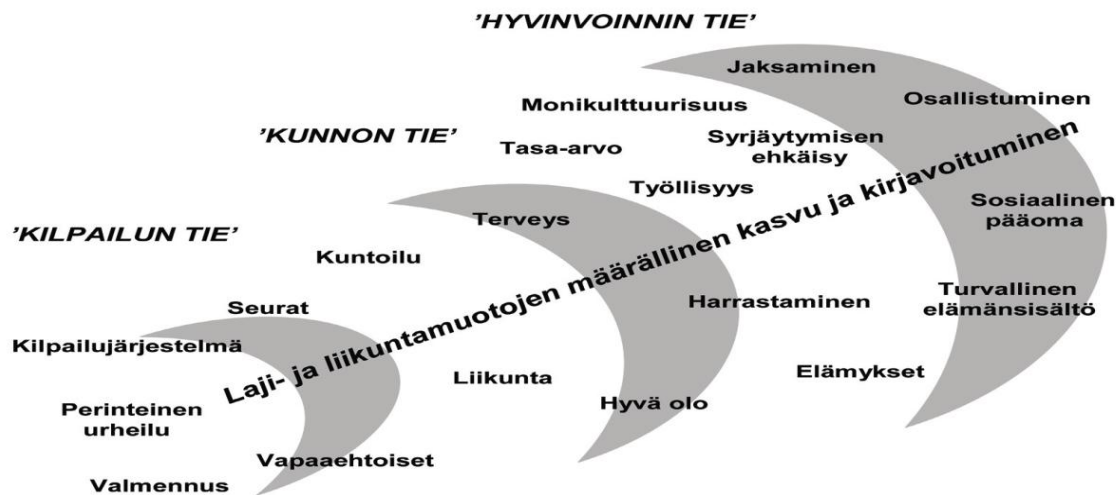 ’HYVINVOINNIN TIE’
Jaksaminen
Osallistuminen
Monikulttuurisuus
’KUNNON TIE’
Tasa-arvo
Syrjäytymisen
ehkäisy
Työllisyys
Sosiaalinen
pääoma
Terveys
’KILPAILUN TIE’
Kuntoilu
Laji- ja liikuntamuotojen määrällinen kasvu ja kirjavoituminen
Seurat
Harrastaminen
Turvallinen
elämänsisältö
Kilpailujärjestelmä
Liikunta
Elämykset
Perinteinen
urheilu
Hyvä olo
Vapaaehtoiset
Valmennus